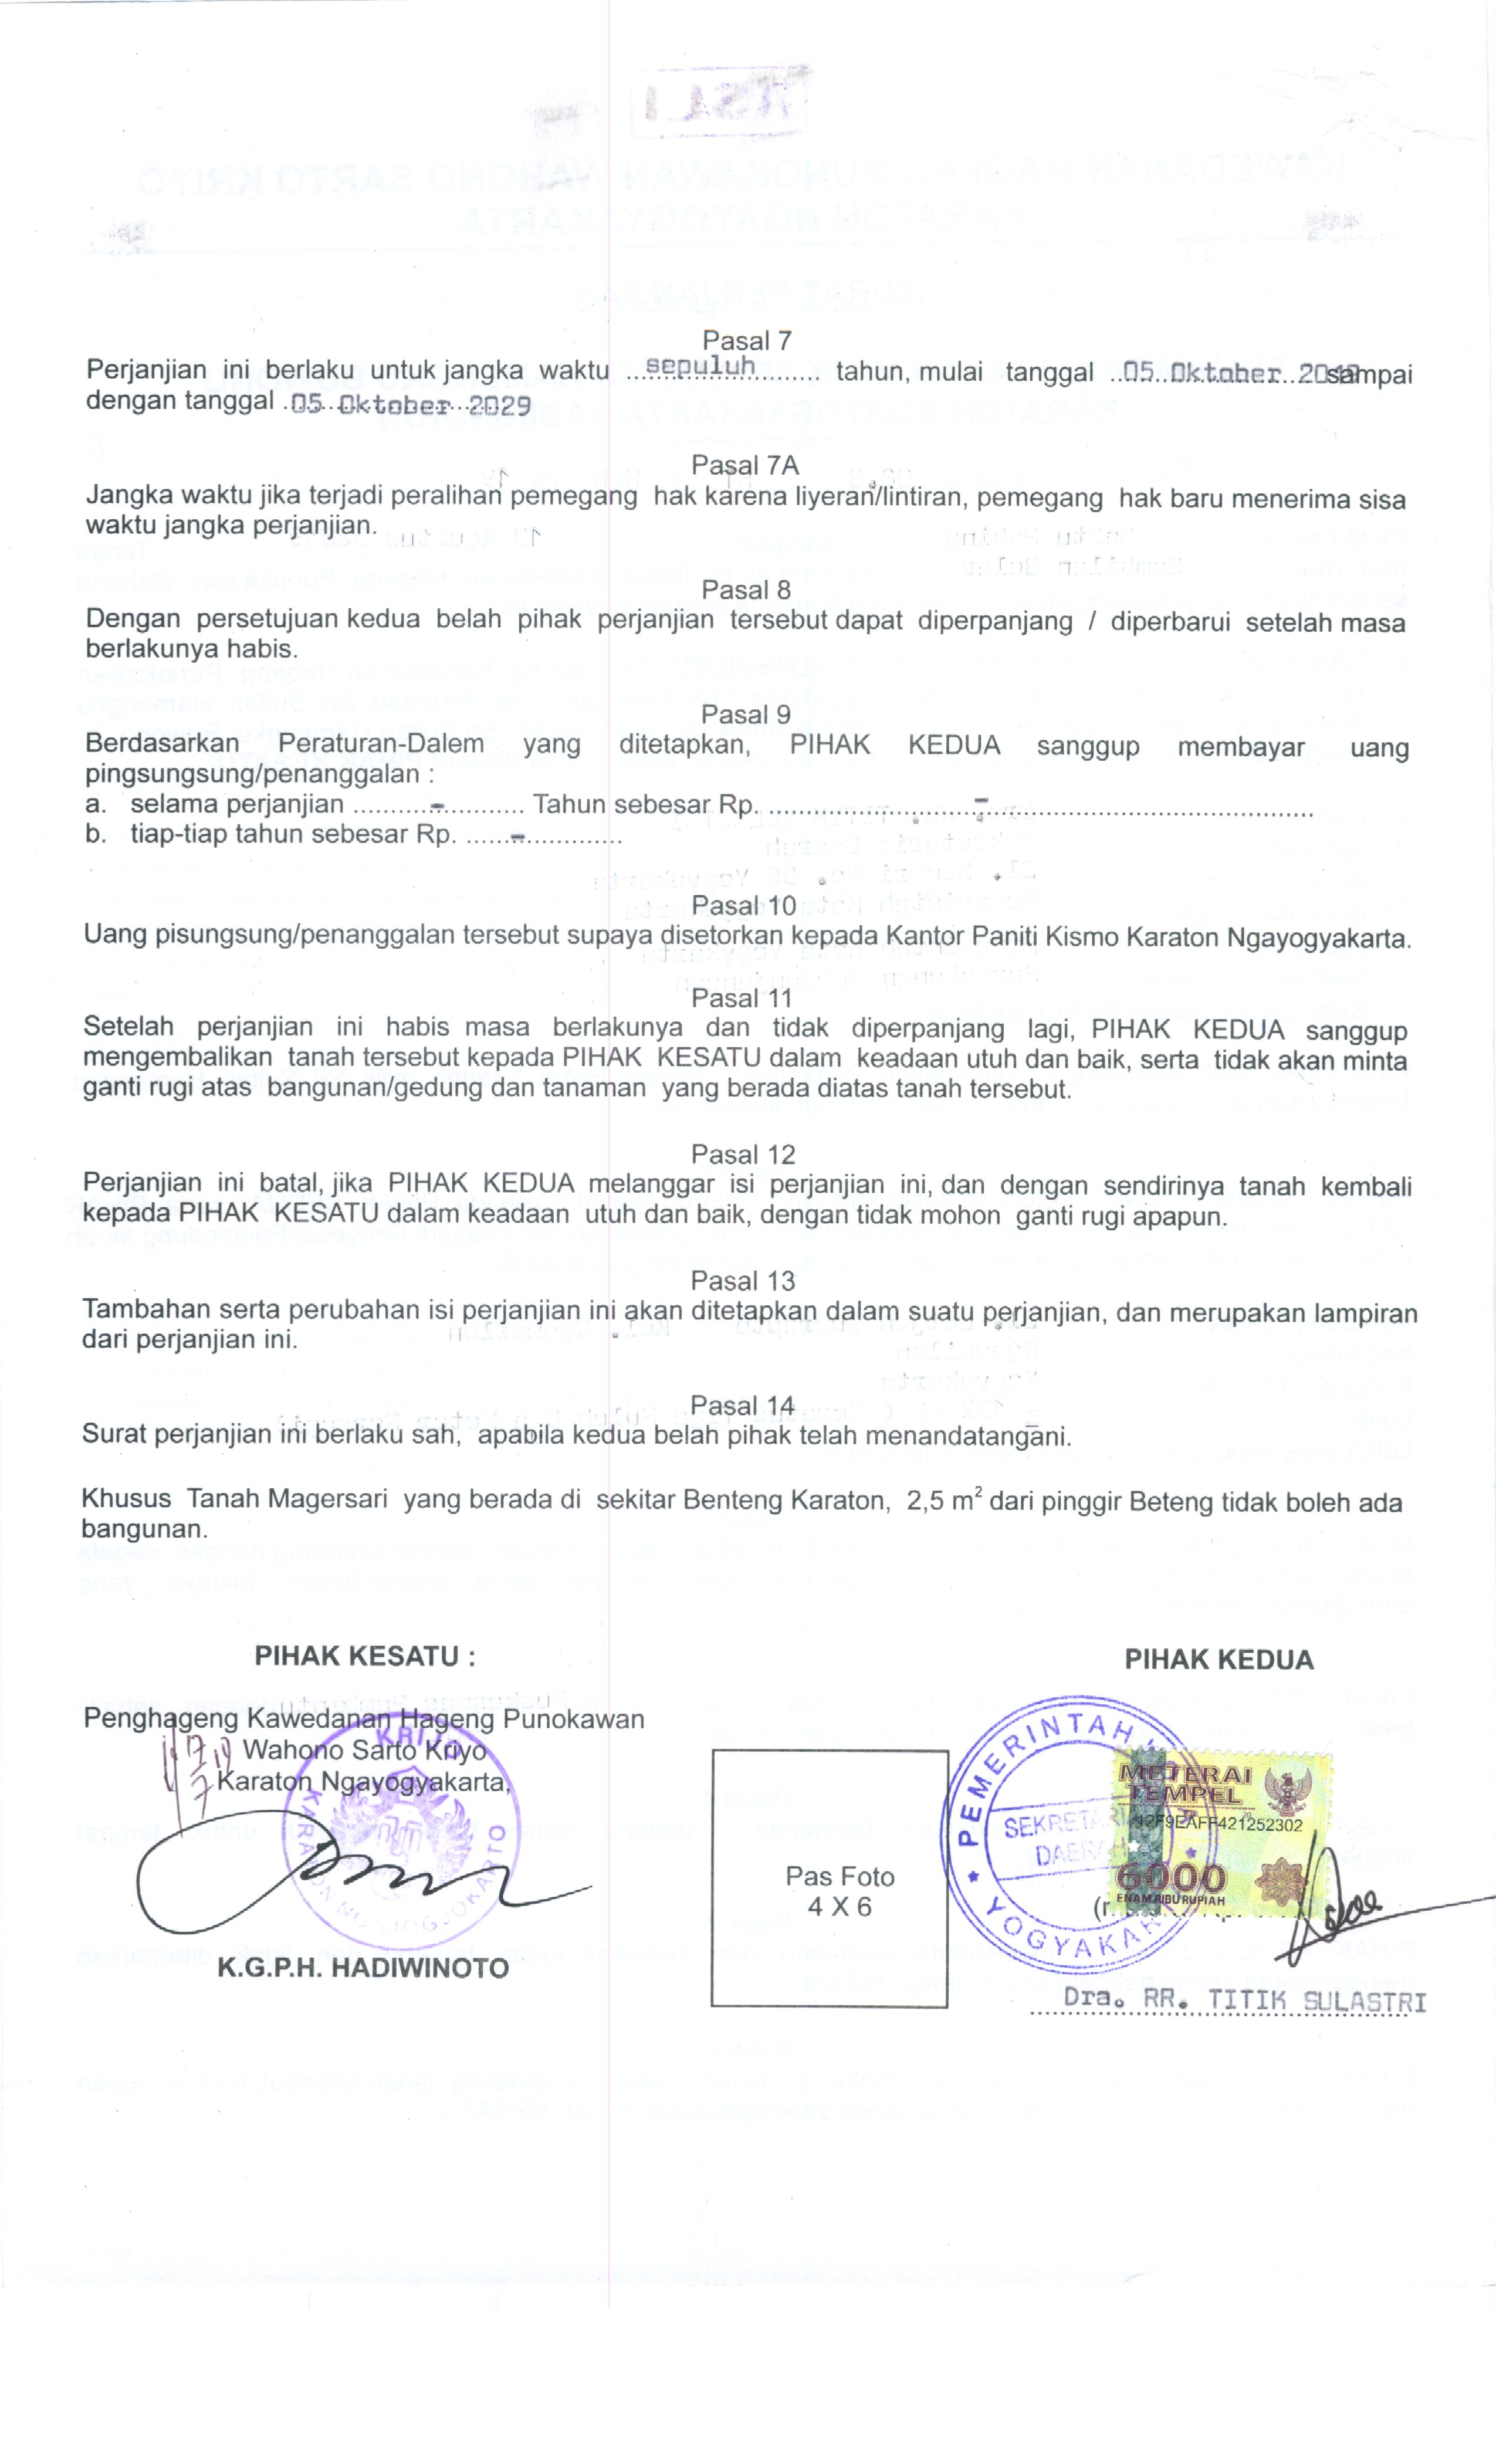 Pasal 7
Perjanjian ini berlaku untuk jangka waktu ...sepuluh......... tahun, mulai tanggal ..05..Oktober..2019 sampai
dengan tanggal .05..Oktober...2029
Pasal 7A
Jangka waktu jika terjadi peralihan pemegang hak karena liyeran/lintiran, pemegang hak baru menerima sisa
waktu jangka perjanjian.
Pasal 8
Dengan persetujuan kedua belah pihak perjanjian tersebut dapat diperpanjang / diperbarui setelah masa
berlakunya habis.
Pasal 9
Berdasarkan Peraturan-Dalem yang ditetapkan, PIHAK KEDUA sanggup membayar uang
pingsungsung/penanggalan :
a. selama perjanjian ..........-........... Tahun sebesar Rp. ............................-..........................................
b. tiap-tiap tahun sebesar Rp. ......-..............
Pasal 10
Uang pisungsung/penanggalan tersebut supaya disetorkan kepada Kantor Paniti Kismo Karaton Ngayogyakarta.
Pasal 11
Setelah perjanjian ini habis masa berlakunya dan tidak diperpanjang lagi, PIHAK KEDUA sanggup
mengembalikan tanah tersebut kepada PIHAK KESATU dalam keadaan utuh dan baik, serta tidak akan minta
ganti rugi atas bangunan/gedung dan tanaman yang berada diatas tanah tersebut.
Pasal 12
Perjanjian ini batal, jika PIHAK KEDUA melanggar isi perjanjian ini, dan dengan sendirinya tanah kembali
kepada PIHAK KESATU dalam keadaan utuh dan baik, dengan tidak mohon ganti rugi apapun.
Pasal 13
Tambahan serta perubahan isi perjanjian ini akan ditetapkan dalam suatu perjanjian, dan merupakan lampiran
dari perjanjian ini.
Pasal 14
Surat perjanjian ini berlaku sah, apabila kedua belah pihak telah menandatangani.
Khusus Tanah Magersari yang berada di sekitar Benteng Karaton, 2,5 m² dari pinggir Beteng tidak boleh ada
bangunan.
PIHAK KESATU :
PIHAK KEDUA
Penghageng Kawedanan Hageng Punokawan
Wahono Sarto Kriyo
Karaton Ngayogyakarta,
KRIJO
K.G.P.H. HADIWINOTO
Pas Foto
4 X 6
PEMERINTAH
YOGYAKARTA
METERAI
TEMPEL
6000
ENAM RIBU RUPIAH
Dra. RR. TITIK SULASTRI